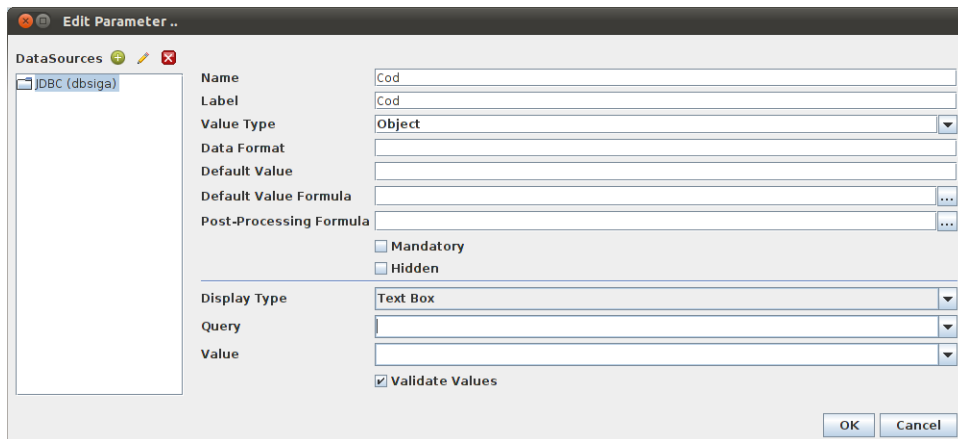 Edit Parameter ..
DataSources
JDBC (dbsiga)
Name Cod
Label Cod
Value Type Object
Data Format
Default Value
Default Value Formula ...
Post-Processing Formula ...
Mandatory
Hidden
Display Type Text Box
Query
Value
Validate Values
OK Cancel